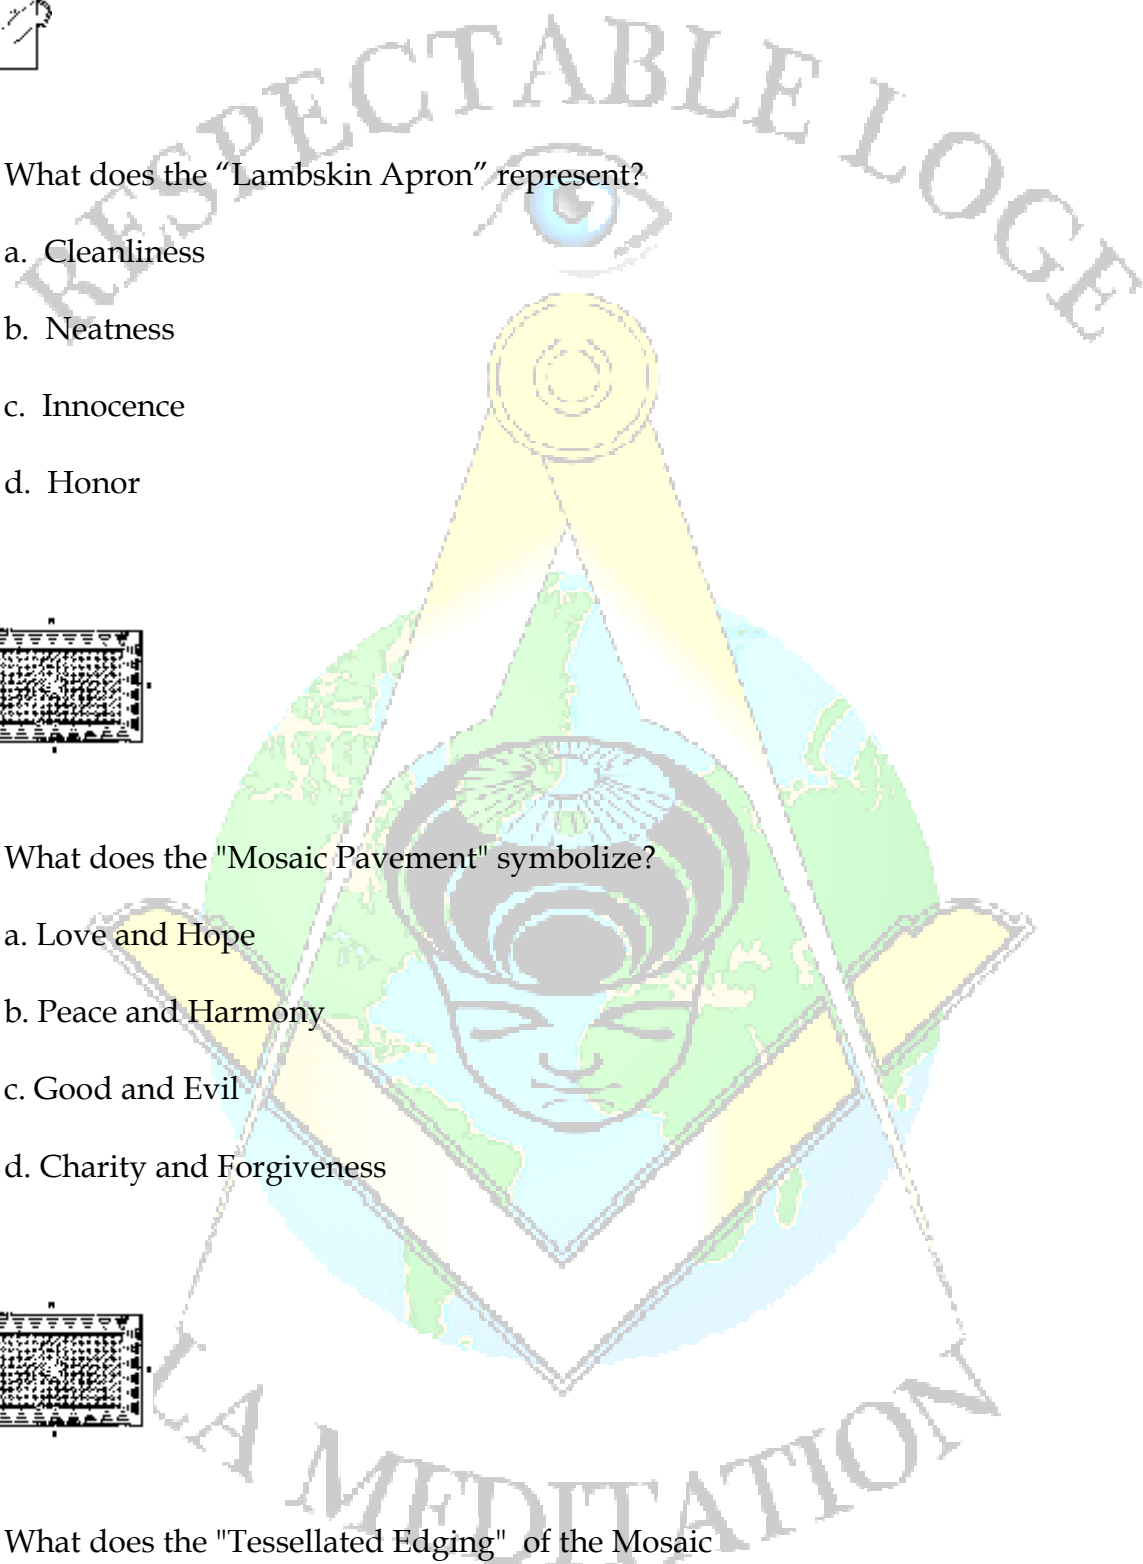 RESPECTABLE LOGE
What does the “Lambskin Apron” represent?
a. Cleanliness
b. Neatness
c. Innocence
d. Honor
What does the "Mosaic Pavement" symbolize?
a. Love and Hope
b. Peace and Harmony
c. Good and Evil
d. Charity and Forgiveness
LA MEDITATION
What does the "Tessellated Edging" of the Mosaic